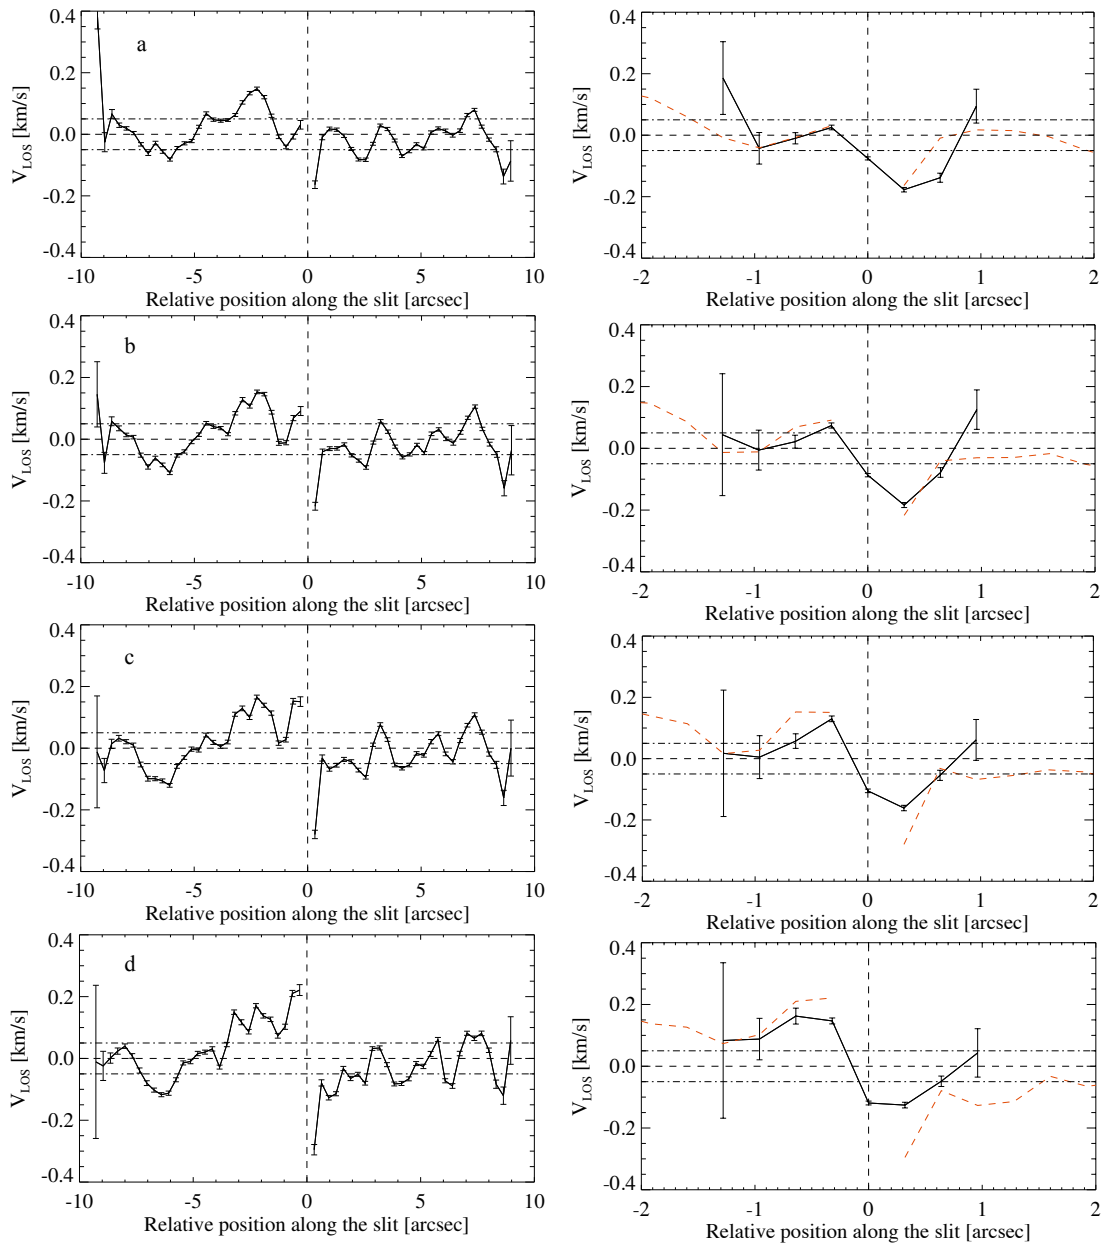 a
0.4
0.2
0.0
-0.2
-0.4
V_LOS [km/s]
-10 -5 0 5 10
Relative position along the slit [arcsec]
0.4
0.2
0.0
-0.2
-0.4
V_LOS [km/s]
-2 -1 0 1 2
Relative position along the slit [arcsec]
b
0.4
0.2
0.0
-0.2
-0.4
V_LOS [km/s]
-10 -5 0 5 10
Relative position along the slit [arcsec]
0.4
0.2
0.0
-0.2
-0.4
V_LOS [km/s]
-2 -1 0 1 2
Relative position along the slit [arcsec]
c
0.4
0.2
0.0
-0.2
-0.4
V_LOS [km/s]
-10 -5 0 5 10
Relative position along the slit [arcsec]
0.4
0.2
0.0
-0.2
-0.4
V_LOS [km/s]
-2 -1 0 1 2
Relative position along the slit [arcsec]
d
0.4
0.2
0.0
-0.2
-0.4
V_LOS [km/s]
-10 -5 0 5 10
Relative position along the slit [arcsec]
0.4
0.2
0.0
-0.2
-0.4
V_LOS [km/s]
-2 -1 0 1 2
Relative position along the slit [arcsec]